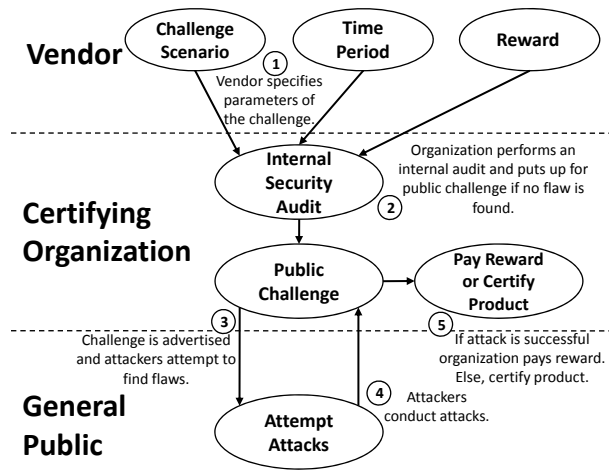 Vendor
Challenge
Scenario
Time
Period
Reward
1
Vendor specifies
parameters of
the challenge.
Certifying
Organization
Internal
Security
Audit
2
Organization performs an
internal audit and puts up for
public challenge if no flaw is
found.
Public
Challenge
Pay Reward
or Certify
Product
3
Challenge is advertised
and attackers attempt to
find flaws.
5
If attack is successful
organization pays reward.
Else, certify product.
4
Attackers
conduct attacks.
General
Public
Attempt
Attacks